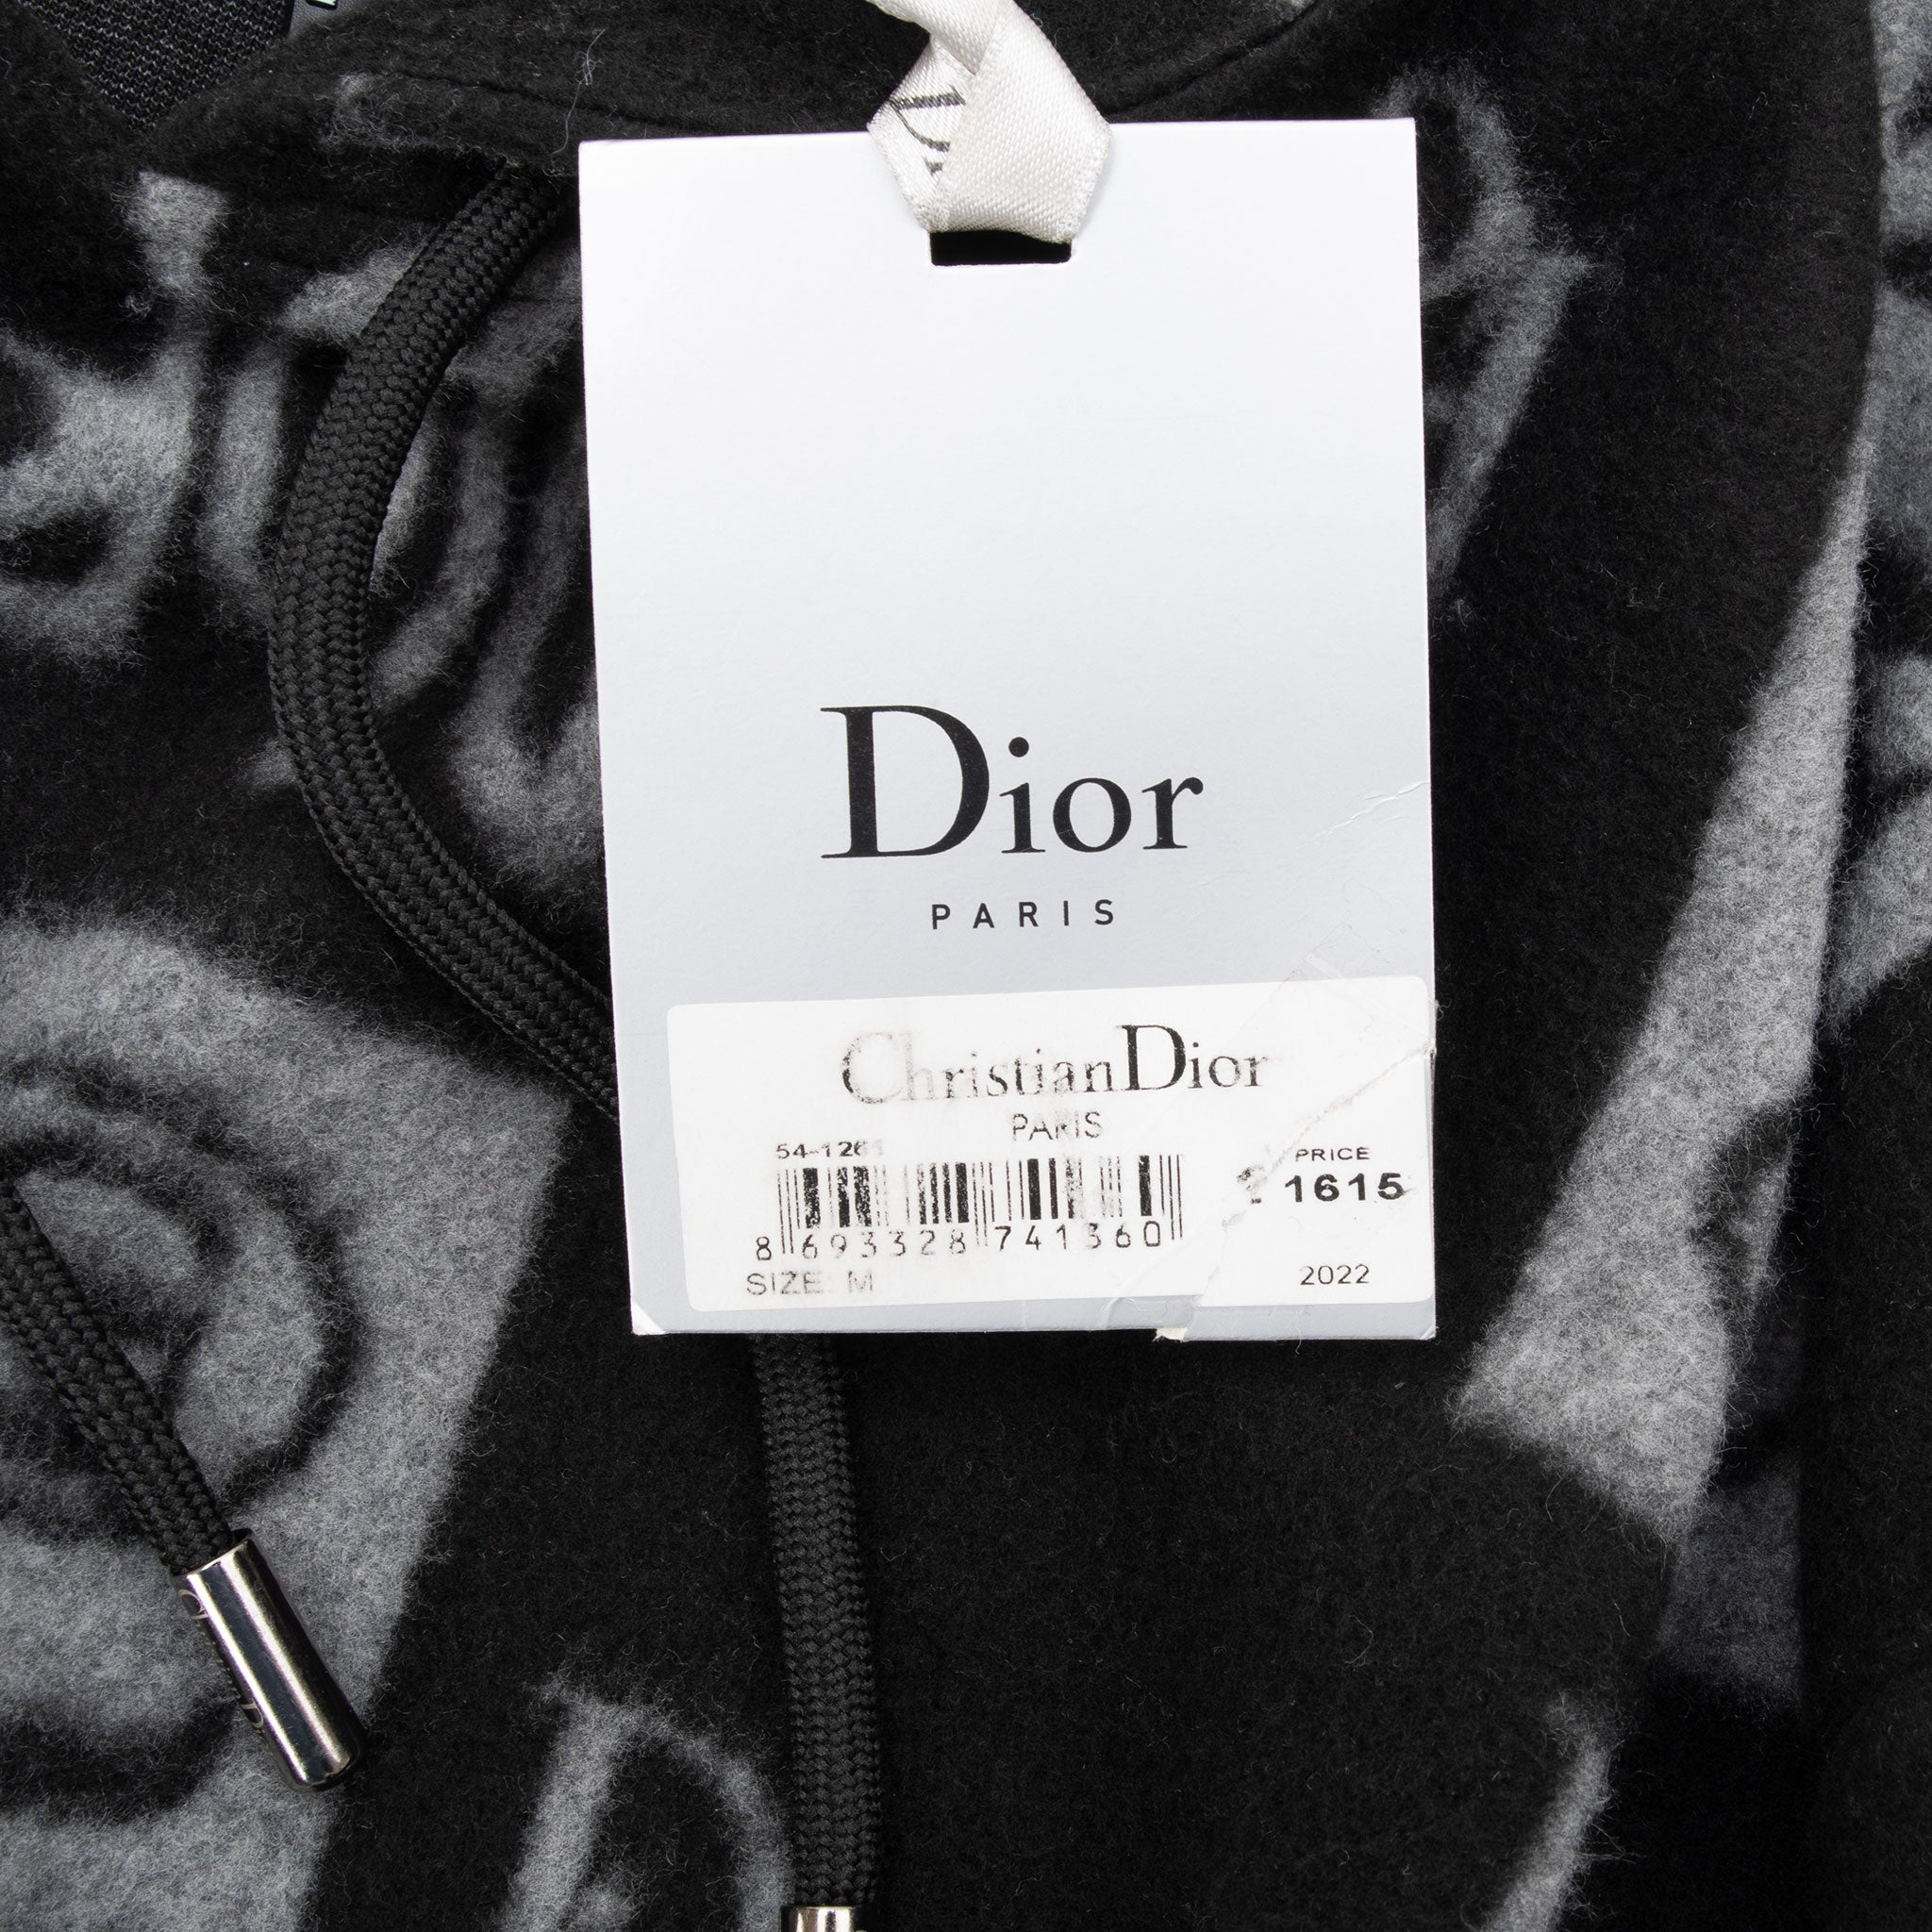 Dior
PARIS
ChristianDior
PARIS
54-1261
PRICE
1615
8 693328 741360
SIZE: M
2022